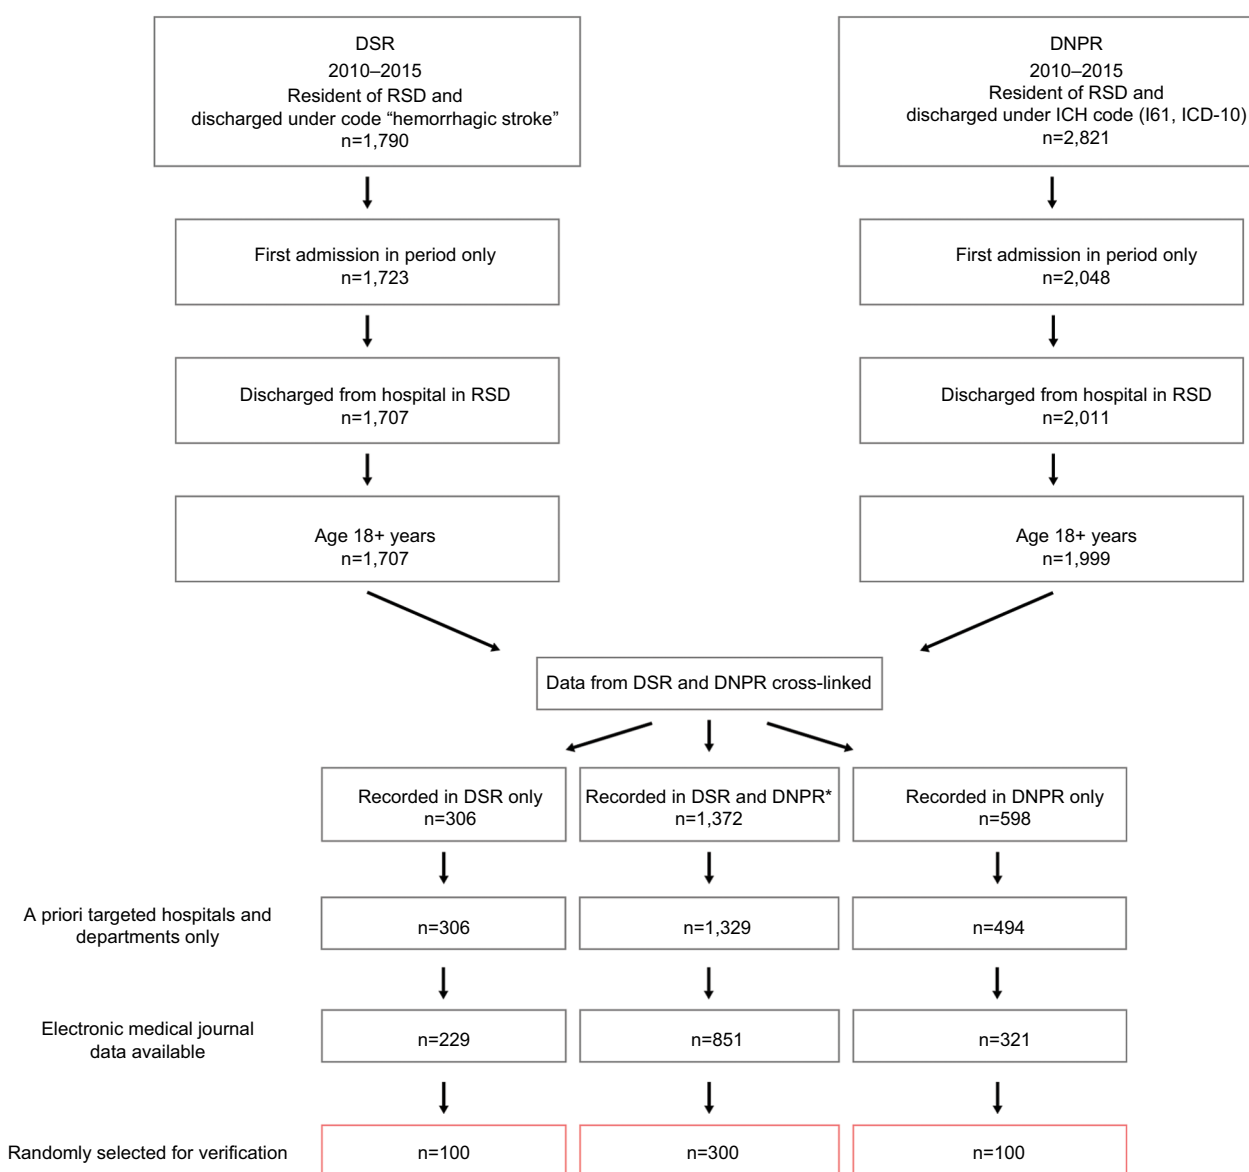 DSR
2010–2015
Resident of RSD and
discharged under code “hemorrhagic stroke”
n=1,790
DNPR
2010–2015
Resident of RSD and
discharged under ICH code (I61, ICD-10)
n=2,821
First admission in period only
n=1,723
First admission in period only
n=2,048
Discharged from hospital in RSD
n=1,707
Discharged from hospital in RSD
n=2,011
Age 18+ years
n=1,707
Age 18+ years
n=1,999
Data from DSR and DNPR cross-linked
Recorded in DSR only
n=306
Recorded in DSR and DNPR*
n=1,372
Recorded in DNPR only
n=598
A priori targeted hospitals and
departments only
n=306
n=1,329
n=494
Electronic medical journal
data available
n=229
n=851
n=321
Randomly selected for verification
n=100
n=300
n=100